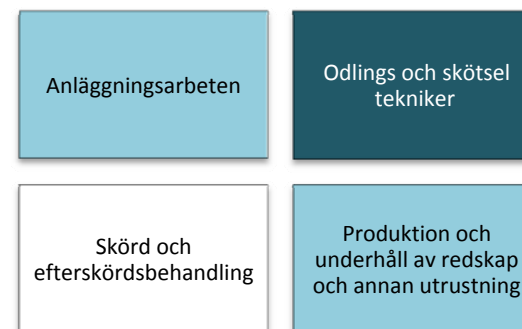 Anläggningsarbeten
Odlings och skötsel
tekniker
Skörd och
efterskördsbehandling
Produktion och
underhåll av redskap
och annan utrustning